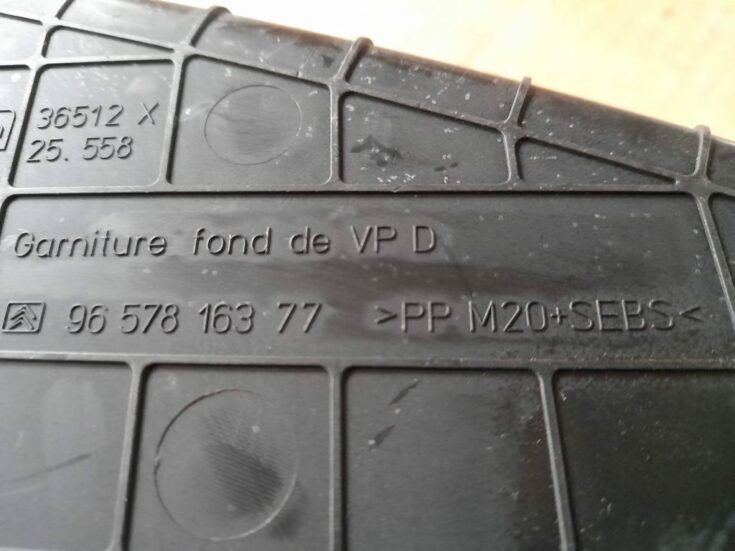 36512 X
25. 558
Garniture fond de VP D
96 578 163 77 >PP M20+SEBS<